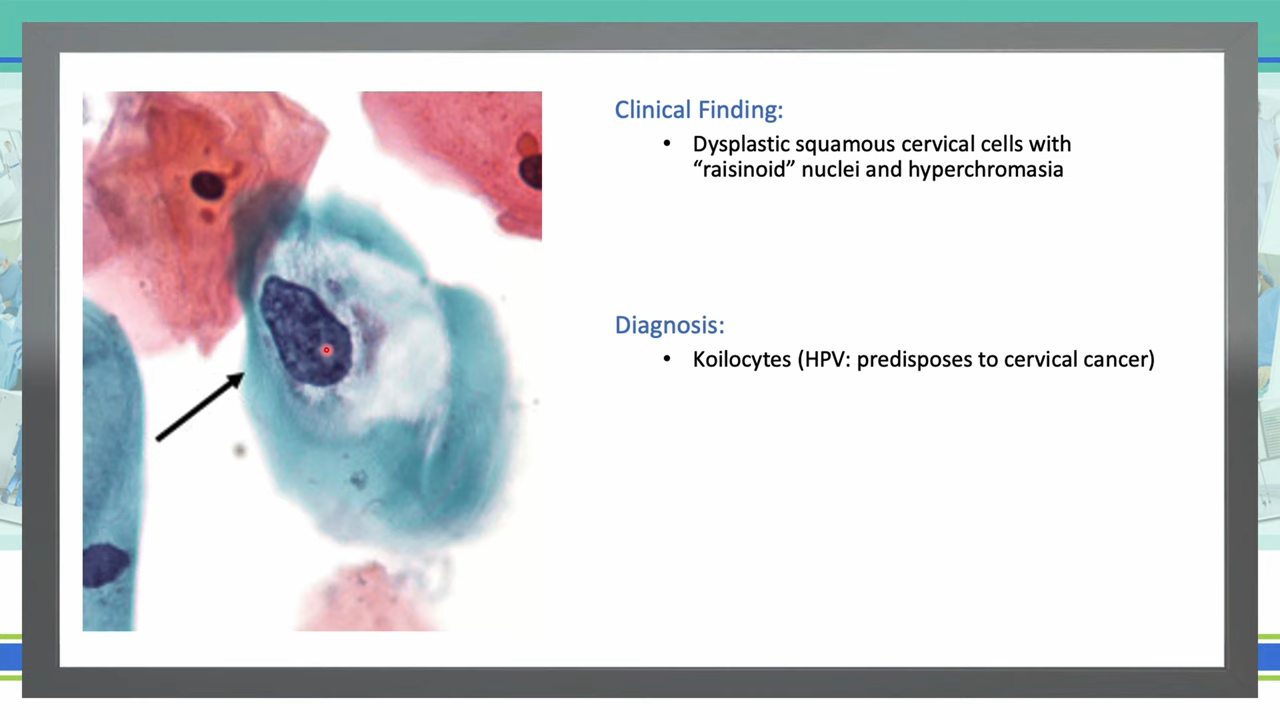 Clinical Finding:
• Dysplastic squamous cervical cells with
“raisinoid” nuclei and hyperchromasia
Diagnosis:
• Koilocytes (HPV: predisposes to cervical cancer)